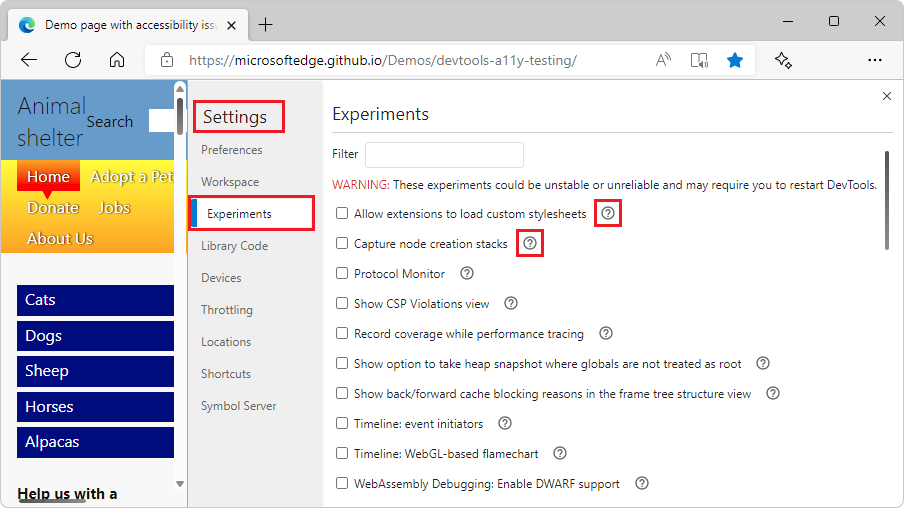 Demo page with accessibility issu
https://microsoftedge.github.io/Demos/devtools-a11y-testing/
Animal
shelter
Search
Home
Adopt a Pet
Donate
Jobs
About Us
Cats
Dogs
Sheep
Horses
Alpacas
Help us with a
Settings
Preferences
Workspace
Experiments
Library Code
Devices
Throttling
Locations
Shortcuts
Symbol Server
Experiments
Filter
WARNING: These experiments could be unstable or unreliable and may require you to restart DevTools.
Allow extensions to load custom stylesheets
Capture node creation stacks
Protocol Monitor
Show CSP Violations view
Record coverage while performance tracing
Show option to take heap snapshot where globals are not treated as root
Show back/forward cache blocking reasons in the frame tree structure view
Timeline: event initiators
Timeline: WebGL-based flamechart
WebAssembly Debugging: Enable DWARF support